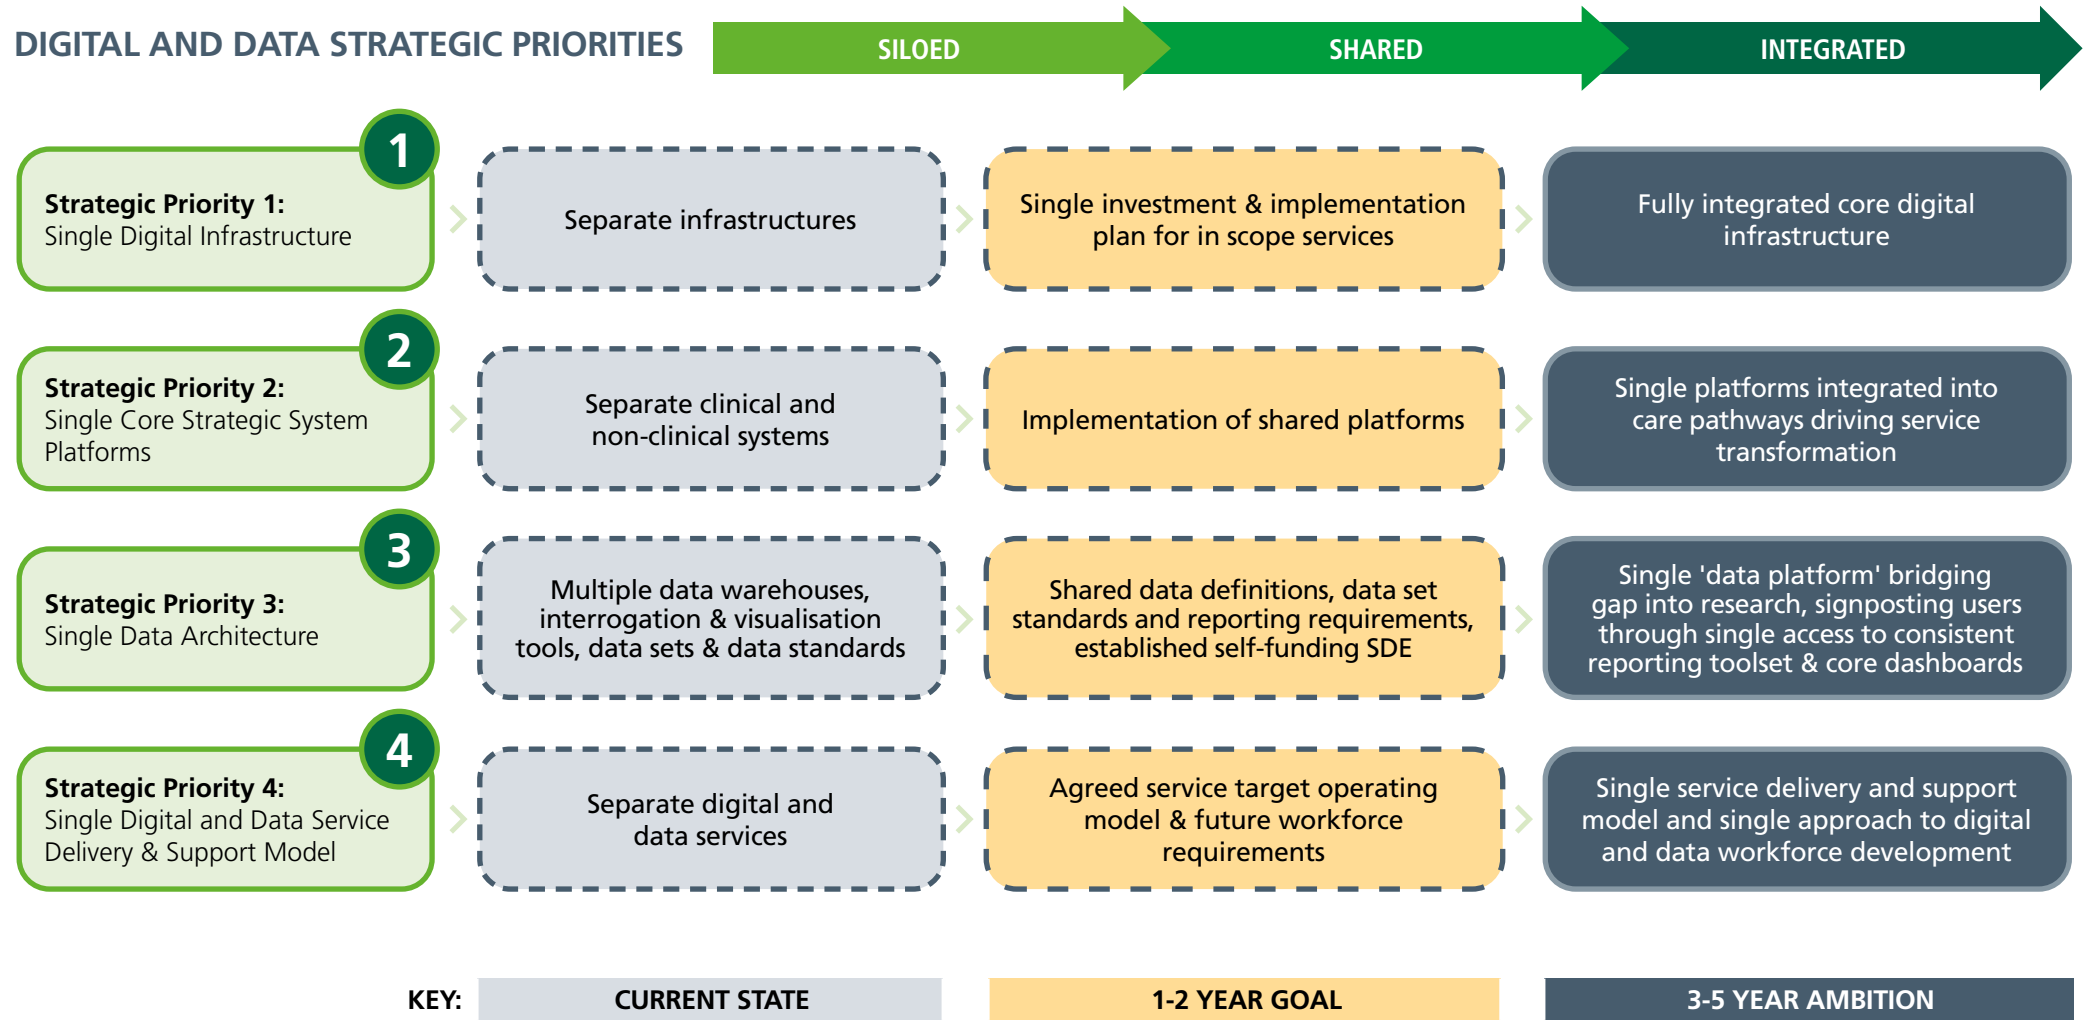 DIGITAL AND DATA STRATEGIC PRIORITIES
SILOED
SHARED
INTEGRATED
1
Strategic Priority 1:
Single Digital Infrastructure
Separate infrastructures
Single investment & implementation
plan for in scope services
Fully integrated core digital
infrastructure
2
Strategic Priority 2:
Single Core Strategic System
Platforms
Separate clinical and
non-clinical systems
Implementation of shared platforms
Single platforms integrated into
care pathways driving service
transformation
3
Strategic Priority 3:
Single Data Architecture
Multiple data warehouses,
interrogation & visualisation
tools, data sets & data standards
Shared data definitions, data set
standards and reporting requirements,
established self-funding SDE
Single 'data platform' bridging
gap into research, signposting users
through single access to consistent
reporting toolset & core dashboards
4
Strategic Priority 4:
Single Digital and Data Service
Delivery & Support Model
Separate digital and
data services
Agreed service target operating
model & future workforce
requirements
Single service delivery and support
model and single approach to digital
and data workforce development
KEY:
CURRENT STATE
1-2 YEAR GOAL
3-5 YEAR AMBITION